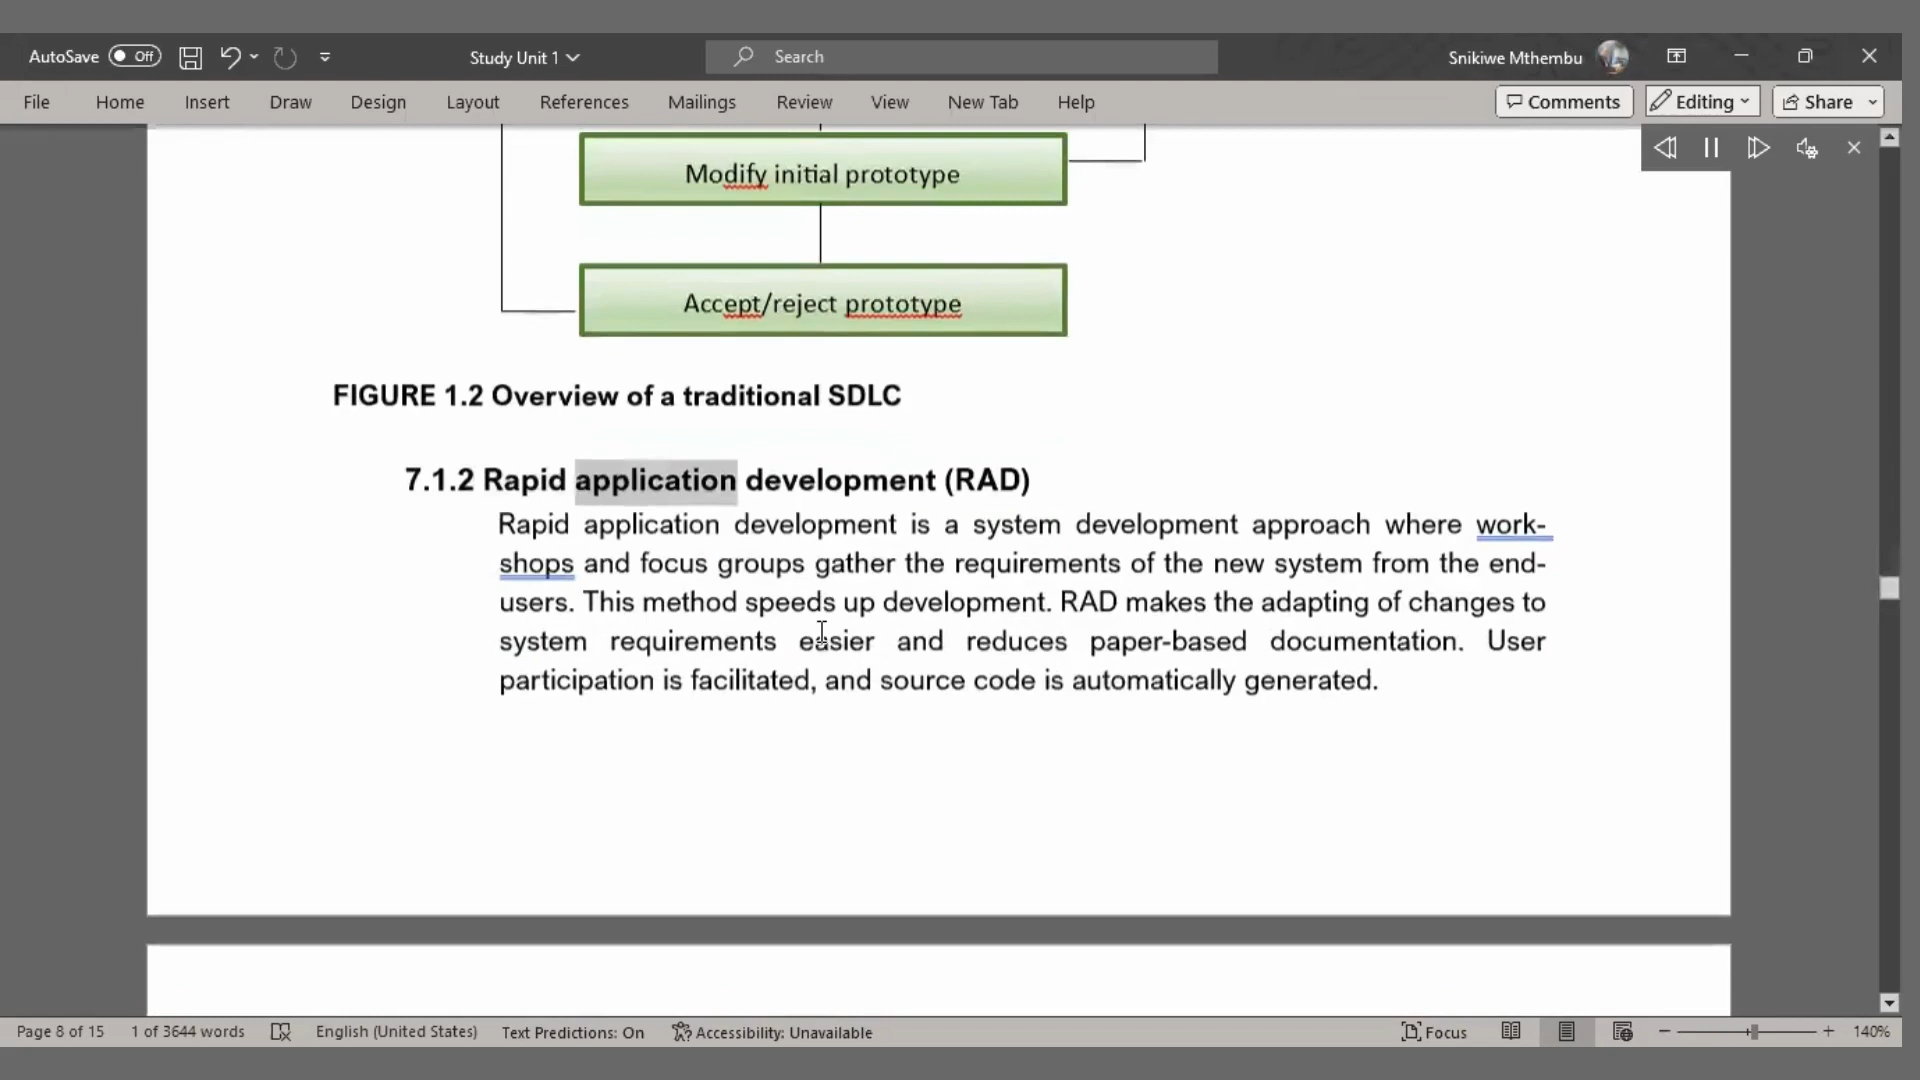 AutoSave Off Study Unit 1 Search Snikiwe Mthembu
File Home Insert Draw Design Layout References Mailings Review View New Tab Help Comments Editing Share
Modify initial prototype
Accept/reject prototype
FIGURE 1.2 Overview of a traditional SDLC
7.1.2 Rapid application development (RAD)
Rapid application development is a system development approach where work-
shops and focus groups gather the requirements of the new system from the end-
users. This method speeds up development. RAD makes the adapting of changes to
system requirements easier and reduces paper-based documentation. User
participation is facilitated, and source code is automatically generated.
Page 8 of 15 1 of 3644 words English (United States) Text Predictions: On Accessibility: Unavailable Focus 140%